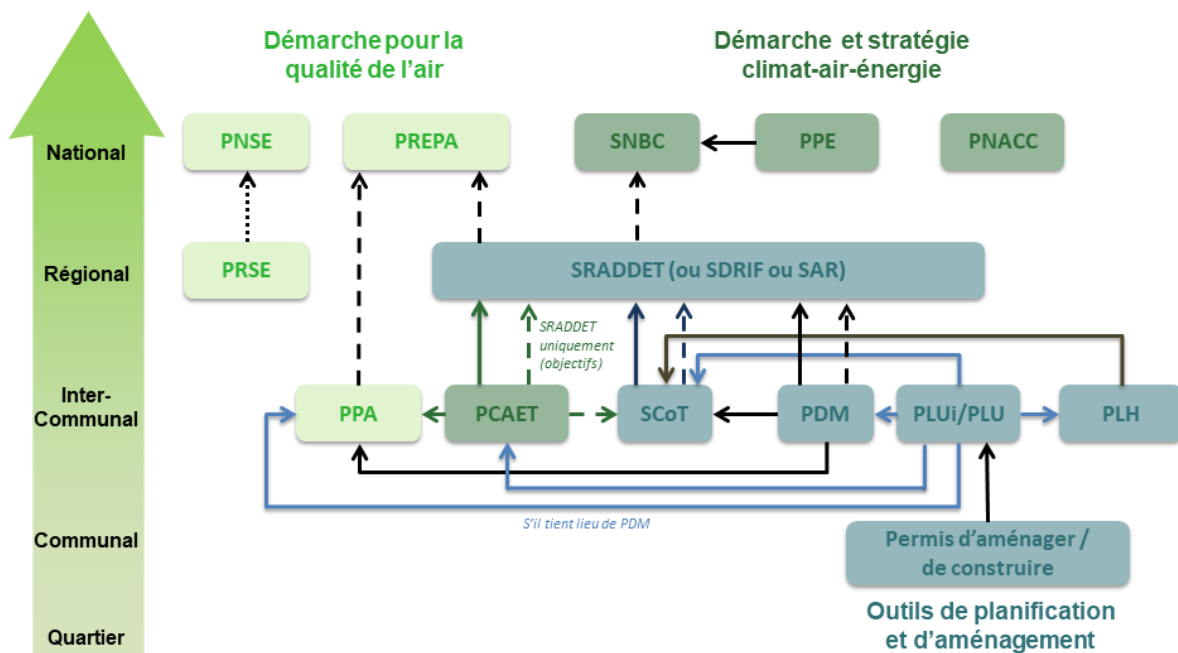 Démarche pour la
qualité de l'air
Démarche et stratégie
climat-air-énergie
National
PNSE
PREPA
SNBC
PPE
PNACC
Régional
PRSE
SRADDET (ou SDRIF ou SAR)
SRADDET
uniquement
(objectifs)
Inter-
Communal
PPA
PCAET
SCoT
PDM
PLUi/PLU
PLH
S'il tient lieu de PDM
Communal
Permis d'aménager /
de construire
Quartier
Outils de planification
et d'aménagement